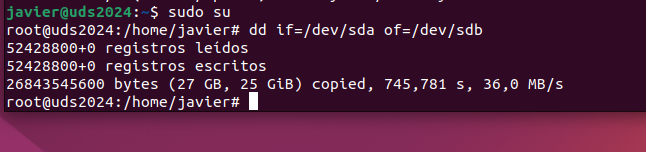 javier@uds2024:~$ sudo su
root@uds2024:/home/javier# dd if=/dev/sda of=/dev/sdb
52428800+0 registros leídos
52428800+0 registros escritos
26843545600 bytes (27 GB, 25 GiB) copied, 745,781 s, 36,0 MB/s
root@uds2024:/home/javier#